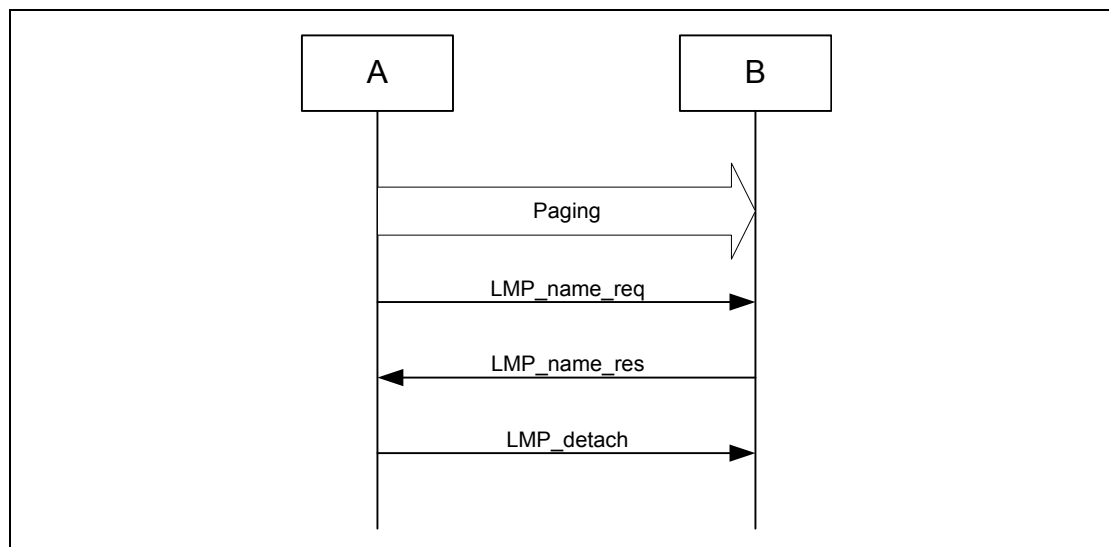 A
B
Paging
LMP_name_req
LMP_name_res
LMP_detach